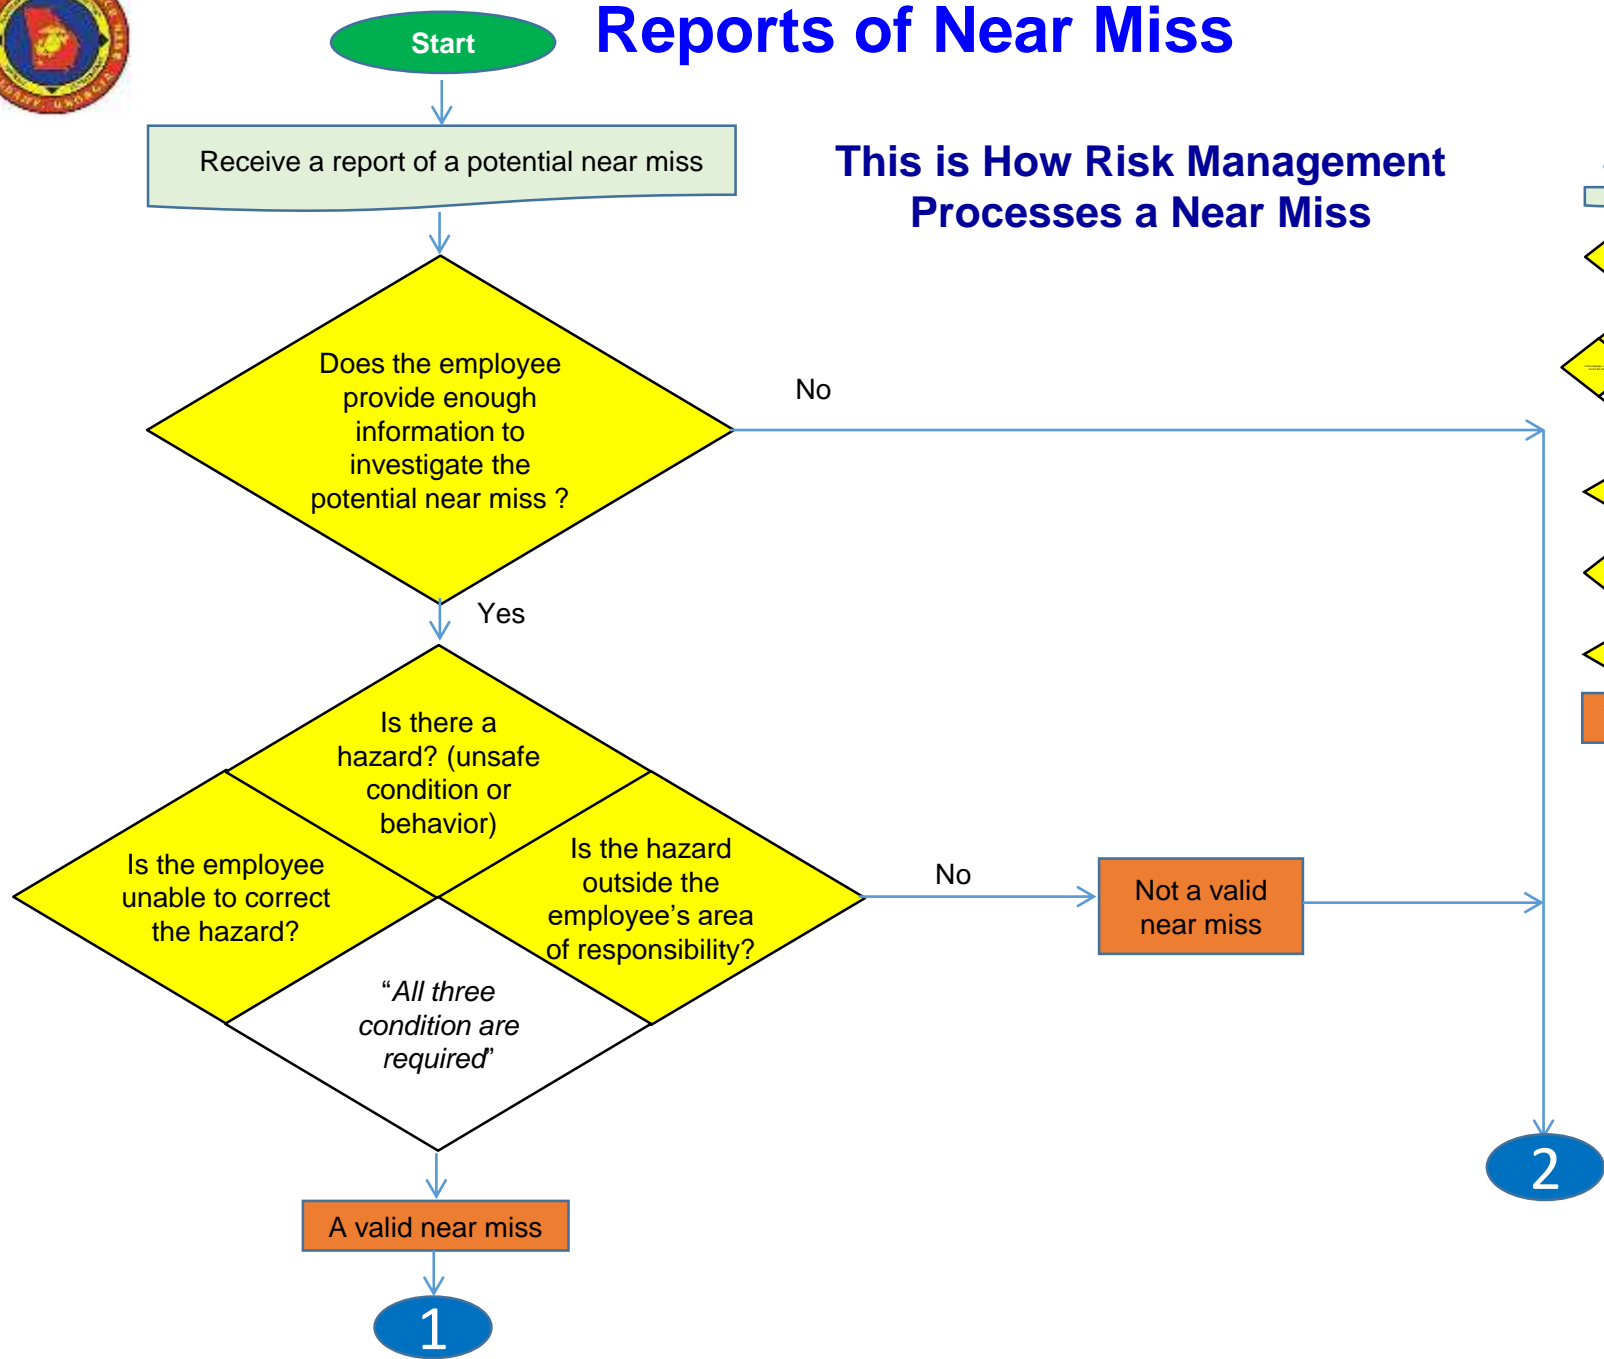 Reports of Near Miss
Start
Receive a report of a potential near miss
This is How Risk Management
Processes a Near Miss
Does the employee
provide enough
information to
investigate the
potential near miss ?
No
Yes
Is there a
hazard? (unsafe
condition or
behavior)
Is the employee
unable to correct
the hazard?
Is the hazard
outside the
employee’s area
of responsibility?
“All three
condition are
required”
No
Not a valid
near miss
A valid near miss
1
2